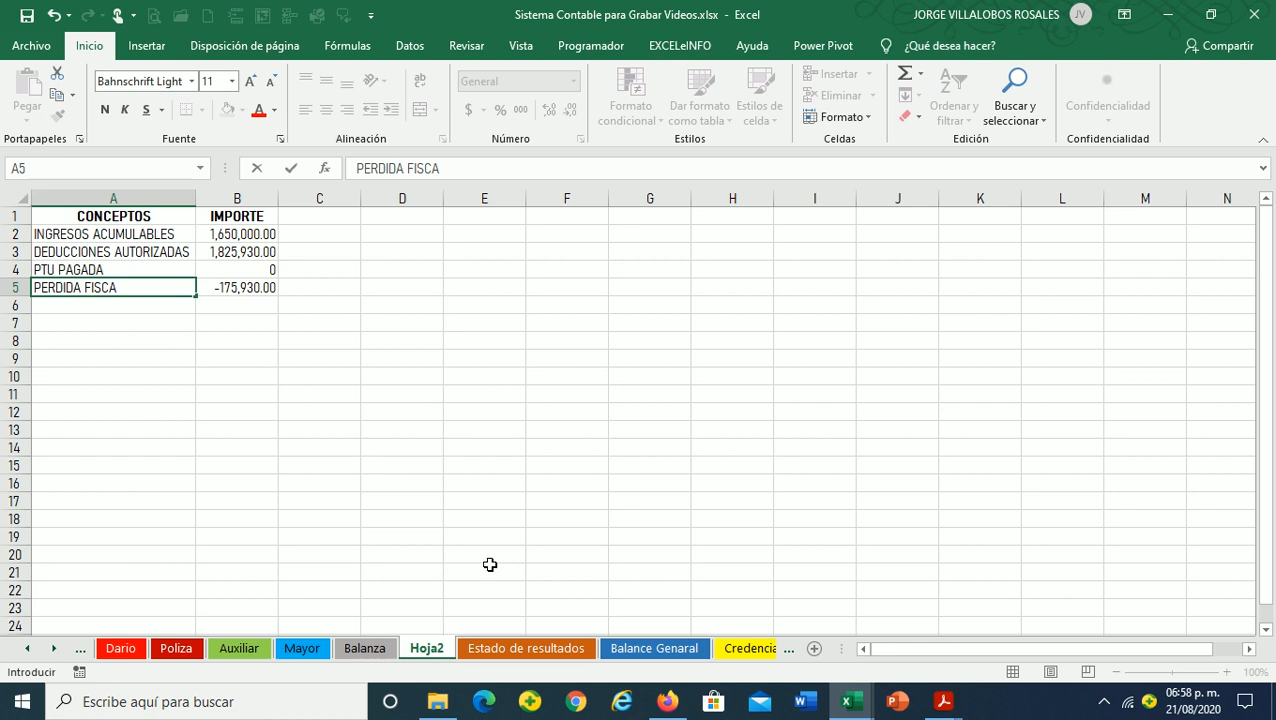 Sistema Contable para Grabar Videos.xlsx - Excel
JORGE VILLALOBOS ROSALES JV
Archivo Inicio Insertar Disposición de página Fórmulas Datos Revisar Vista Programador EXCELeINFO Ayuda Power Pivot ¿Qué desea hacer? Compartir
Pegar
Bahnschrift Light 11
N K S
ab
General
$ % 000
Formato condicional
Dar formato como tabla
Estilos de celda
Insertar
Eliminar
Formato
Ordenar y filtrar
Buscar y seleccionar
Confidencialidad
Portapapeles Fuente Alineación Número Estilos Celdas Edición Confidencialidad
A5 fx PERDIDA FISCA
A B C D E F G H I J K L M N
1 CONCEPTOS IMPORTE
2 INGRESOS ACUMULABLES 1,650,000.00
3 DEDUCCIONES AUTORIZADAS 1,825,930.00
4 PTU PAGADA 0
5 PERDIDA FISCA -175,930.00
6
7
8
9
10
11
12
13
14
15
16
17
18
19
20
21
22
23
24
... Dario Poliza Auxiliar Mayor Balanza Hoja2 Estado de resultados Balance Genaral Credencia ...
Introducir 100%
Escribe aquí para buscar
06:58 p. m.
21/08/2020